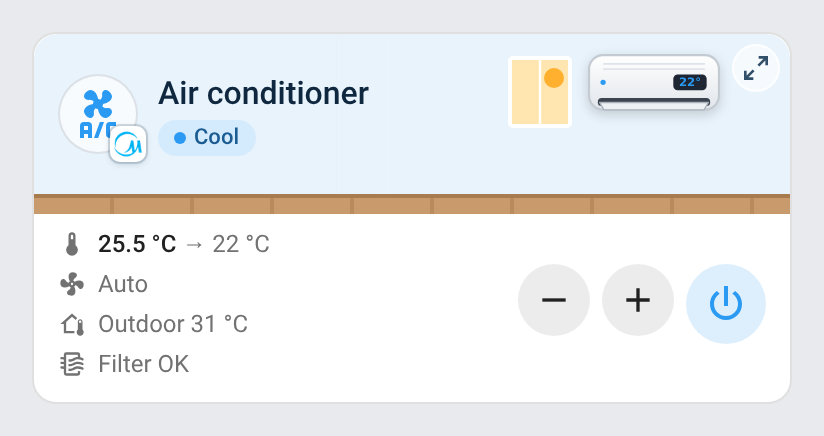 Air conditioner
A/C
Cool
22°
25.5 °C → 22 °C
Auto
Outdoor 31 °C
Filter OK